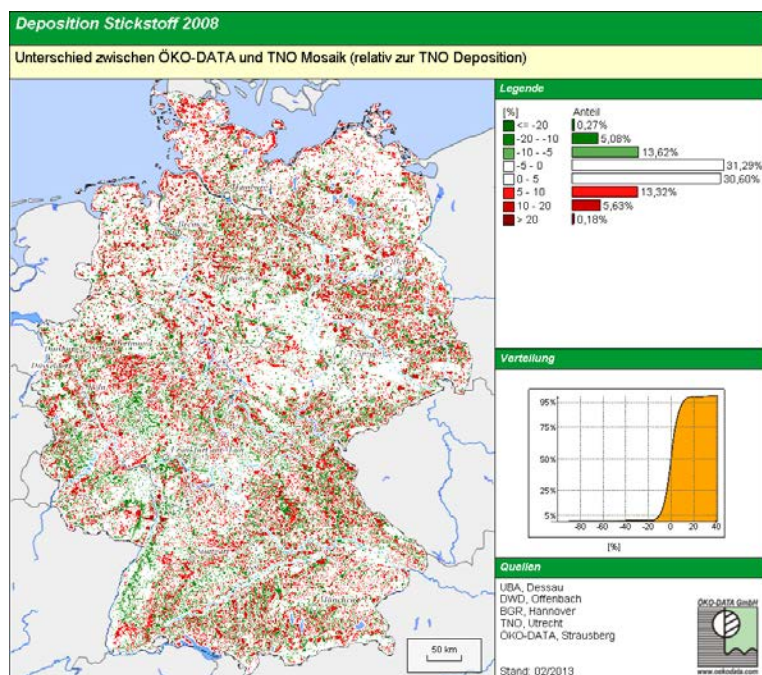 Deposition Stickstoff 2008
Unterschied zwischen ÖKO-DATA und TNO Mosaik (relativ zur TNO Deposition)
Legende
[%] Anteil
<= -20 0,27%
-20 - -10 5,08%
-10 - -5 13,62%
-5 - 0 31,29%
0 - 5 30,60%
5 - 10 13,32%
10 - 20 5,63%
> 20 0,18%
Verteilung
95%
75%
50%
25%
5%
-80 -60 -40 -20 0 20 40
[%]
Quellen
UBA, Dessau
DWD, Offenbach
BGR, Hannover
TNO, Utrecht
ÖKO-DATA, Strausberg
Stand: 02/2013
ÖKO-DATA GmbH
www.oekodata.com
50 km
Düsseldorf
München